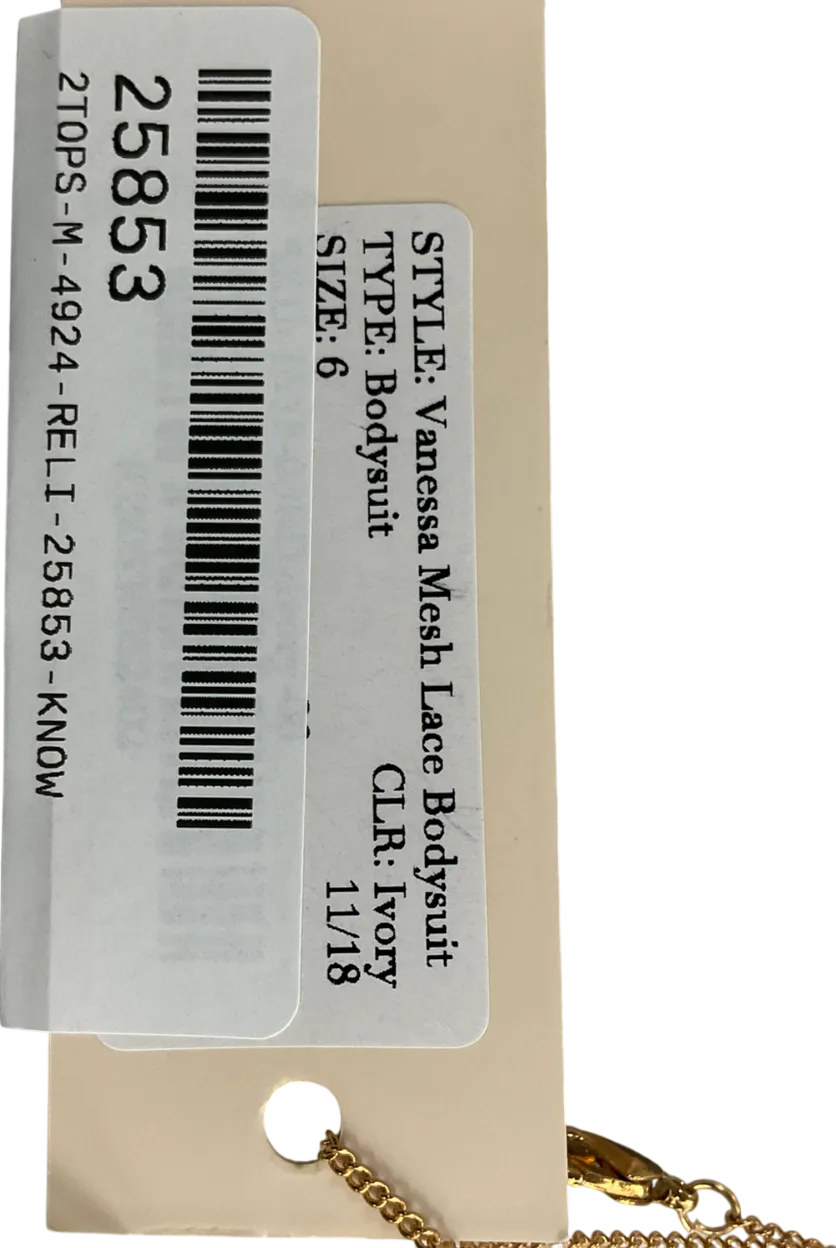 25853
2TOPS-M-4924-RELI-25853-KNOW
STYLE: Vanessa Mesh Lace Bodysuit
TYPE: Bodysuit CLR: Ivory
SIZE: 6 11/18